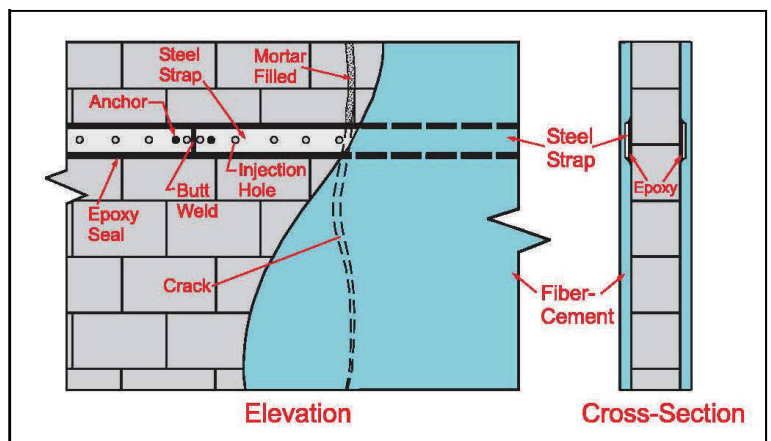 Steel
Strap
Mortar
Filled
Anchor
Steel
Strap
Butt
Weld
Injection
Hole
Epoxy
Epoxy
Seal
Crack
Fiber-
Cement
Elevation
Cross-Section